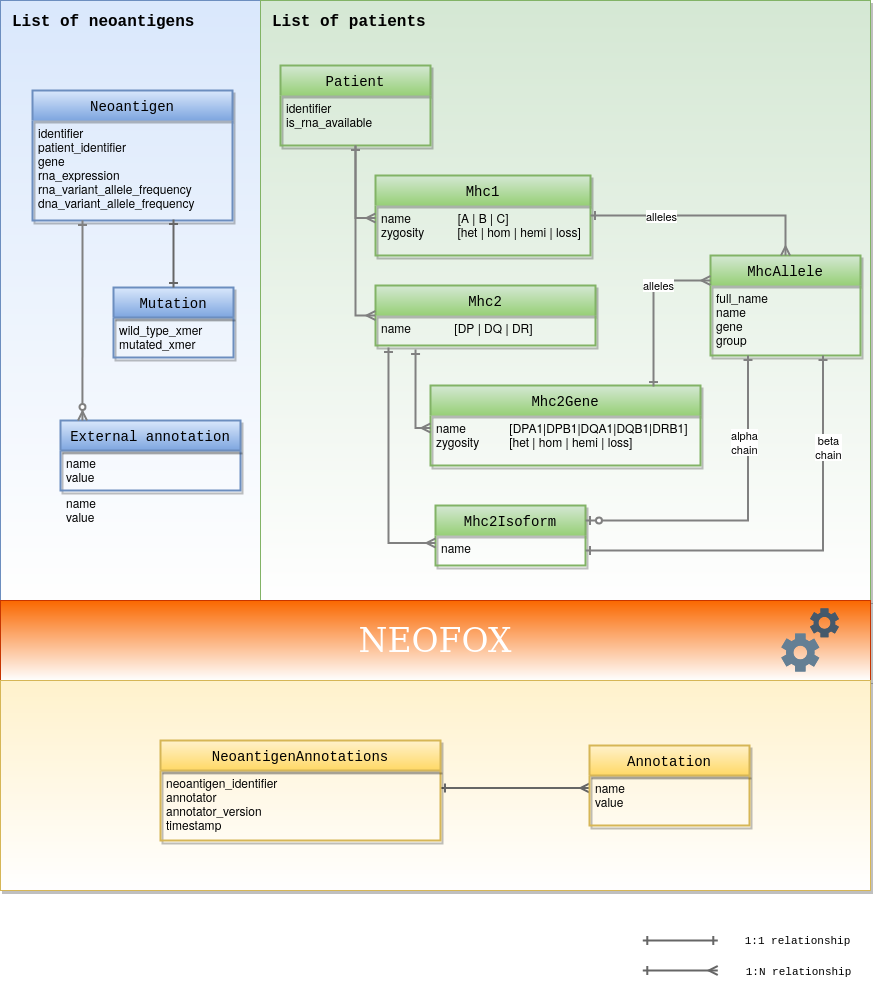 List of neoantigens
Neoantigen
identifier
patient_identifier
gene
rna_expression
rna_variant_allele_frequency
dna_variant_allele_frequency
Mutation
wild_type_xmer
mutated_xmer
External annotation
name
value
name
value
List of patients
Patient
identifier
is_rna_available
Mhc1
name [A | B | C]
zygosity [het | hom | hemi | loss]
alleles
Mhc2
name [DP | DQ | DR]
alleles
MhcAllele
full_name
name
gene
group
Mhc2Gene
name [DPA1|DPB1|DQA1|DQB1|DRB1]
zygosity [het | hom | hemi | loss]
alpha
chain
beta
chain
Mhc2Isoform
name
NEOFOX
NeoantigenAnnotations
neoantigen_identifier
annotator
annotator_version
timestamp
Annotation
name
value
1:1 relationship
1:N relationship